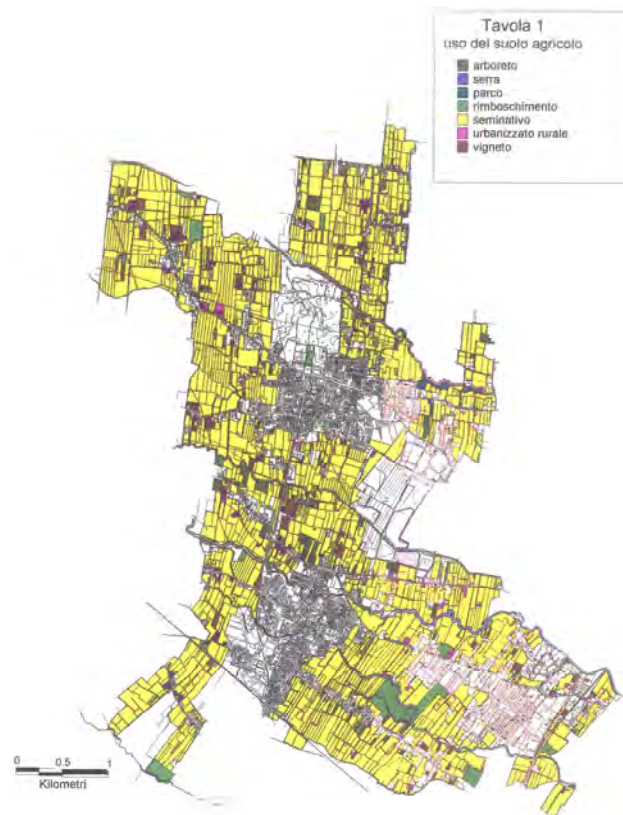 Tavola 1
uso del suolo agricolo
arboreto
serra
parco
rimboschimento
seminativo
urbanizzato rurale
vigneto
0 0.5 1
Kilometri